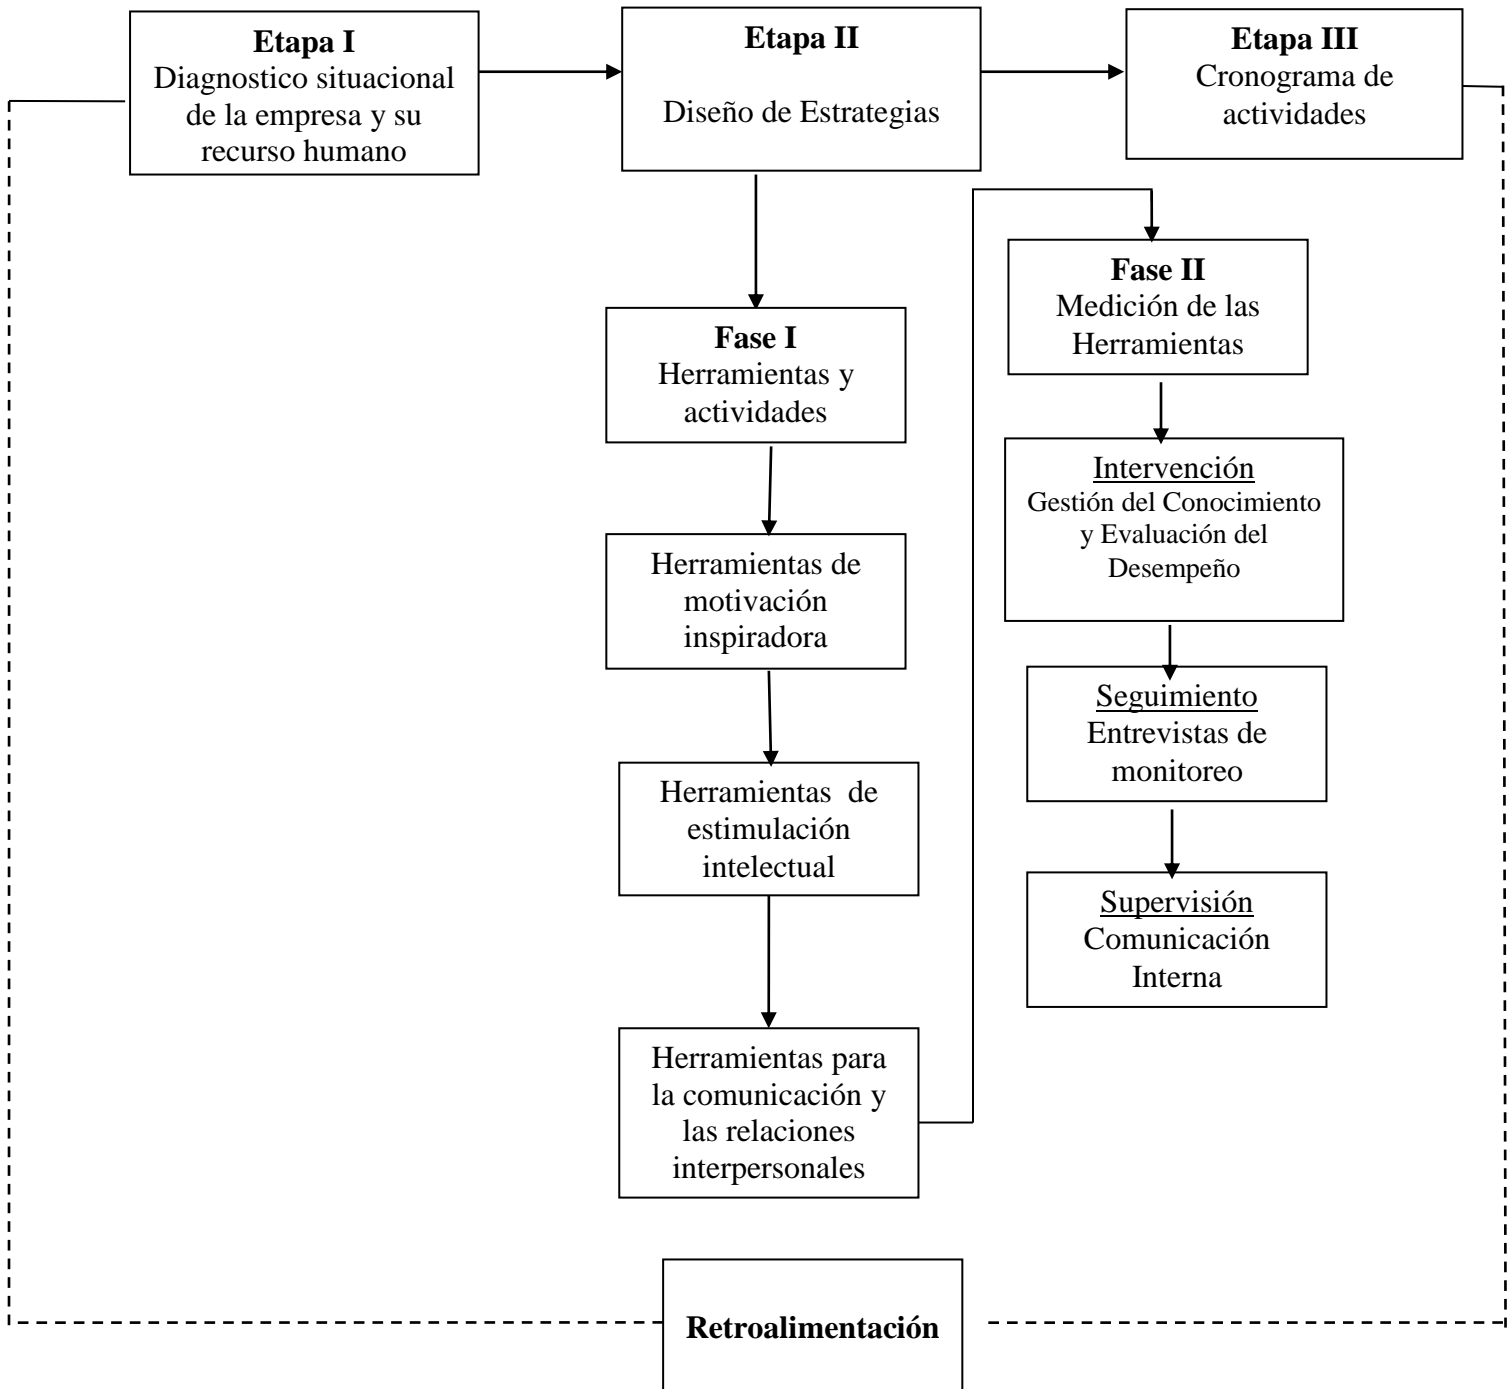 Etapa I
Diagnostico situacional
de la empresa y su
recurso humano
Etapa II
Diseño de Estrategias
Etapa III
Cronograma de
actividades
Fase I
Herramientas y
actividades
Herramientas de
motivación
inspiradora
Herramientas de
estimulación
intelectual
Herramientas para
la comunicación y
las relaciones
interpersonales
Fase II
Medición de las
Herramientas
Intervención
Gestión del Conocimiento
y Evaluación del
Desempeño
Seguimiento
Entrevistas de
monitoreo
Supervisión
Comunicación
Interna
Retroalimentación